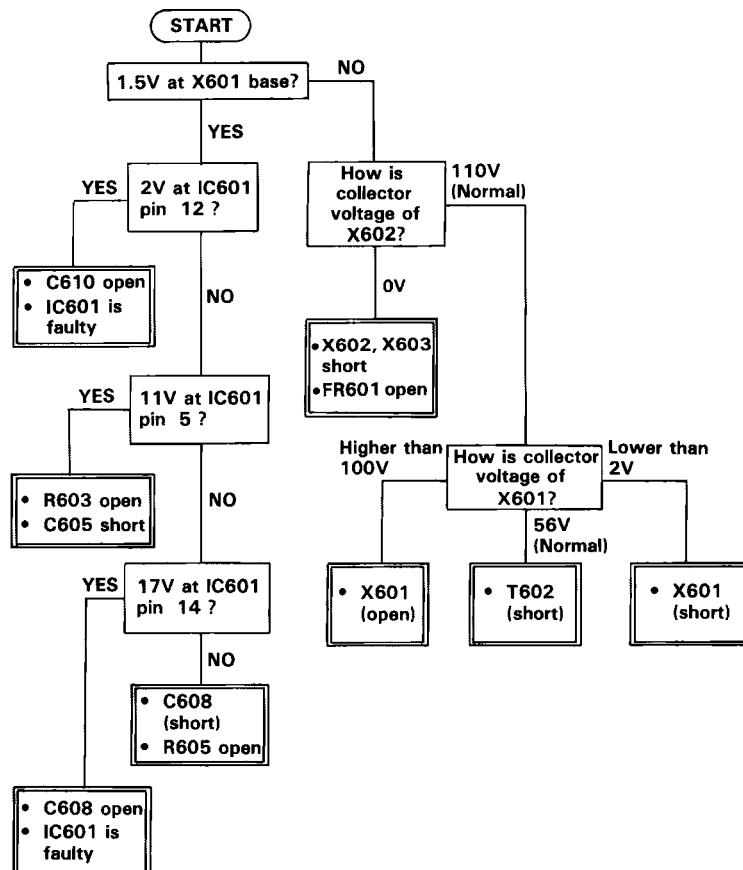 START
1.5V at X601 base?
NO
YES
YES
2V at IC601
pin 12 ?
How is
collector
voltage of
X602?
110V
(Normal)
• C610 open
• IC601 is
faulty
NO
0V
• X602, X603
short
• FR601 open
YES
11V at IC601
pin 5 ?
Higher than
100V
How is collector
voltage of
X601?
Lower than
2V
• R603 open
• C605 short
NO
56V
(Normal)
YES
17V at IC601
pin 14 ?
• X601
(open)
• T602
(short)
• X601
(short)
NO
• C608
(short)
• R605 open
• C608 open
• IC601 is
faulty